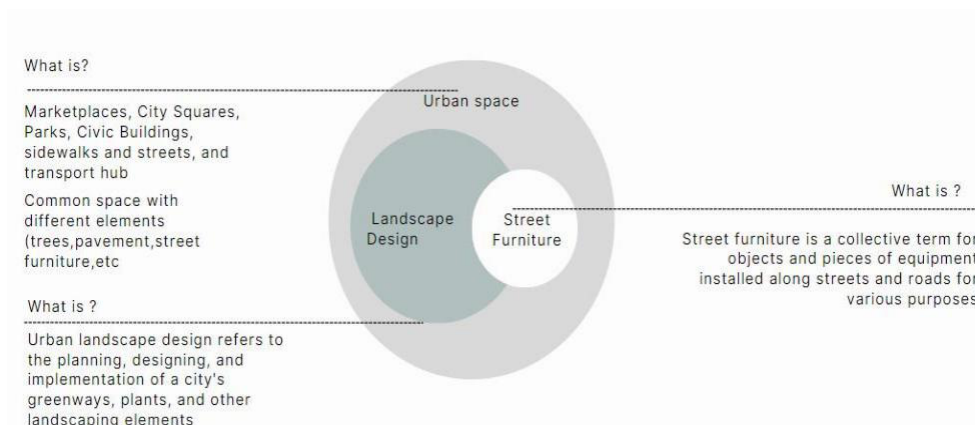 What is?
Marketplaces, City Squares,
Parks, Civic Buildings,
sidewalks and streets, and
transport hub
Common space with
different elements
(trees,pavement,street
furniture,etc
What is ?
Urban landscape design refers to
the planning, designing, and
implementation of a city's
greenways, plants, and other
landscaping elements
Urban space
Landscape
Design
Street
Furniture
What is ?
Street furniture is a collective term for
objects and pieces of equipment
installed along streets and roads for
various purposes